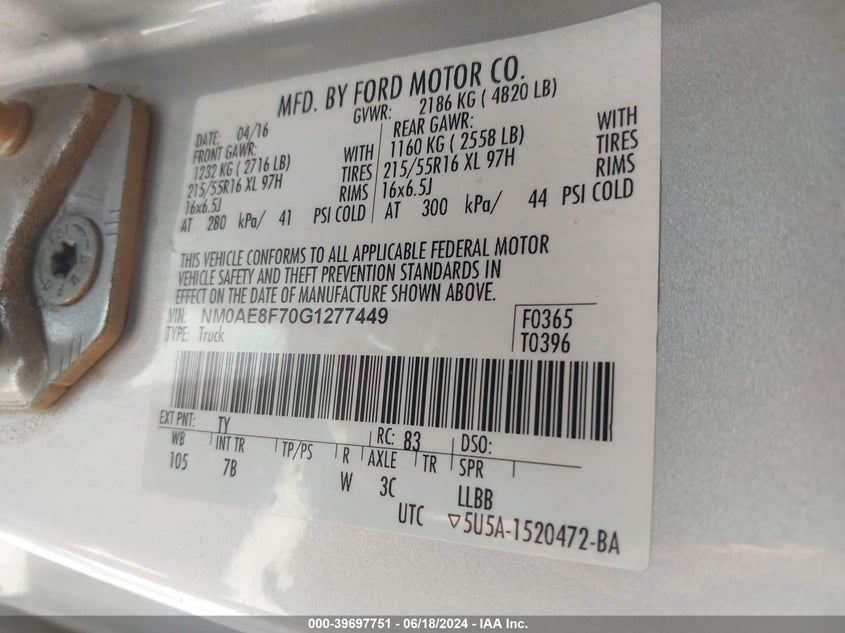 MFD. BY FORD MOTOR CO.
DATE: 04/16 GVWR: 2186 KG ( 4820 LB)
FRONT GAWR: REAR GAWR:
1232 KG ( 2716 LB) WITH 1160 KG ( 2558 LB) WITH
215/55R16 XL 97H TIRES 215/55R16 XL 97H TIRES
16x6.5J RIMS 16x6.5J RIMS
AT 280 kPa/ 41 PSI COLD AT 300 kPa/ 44 PSI COLD
THIS VEHICLE CONFORMS TO ALL APPLICABLE FEDERAL MOTOR
VEHICLE SAFETY AND THEFT PREVENTION STANDARDS IN
EFFECT ON THE DATE OF MANUFACTURE SHOWN ABOVE.
VIN: NM0AE8F70G1277449 F0365
TYPE: Truck T0396
EXT PNT: TY RC: 83 DSO:
WB INT TR TP/PS R AXLE TR SPR
105 7B W 3C LLBB
UTC ▽5U5A-1520472-BA
000-39697751 | 06/18/2024 - IAA Inc.